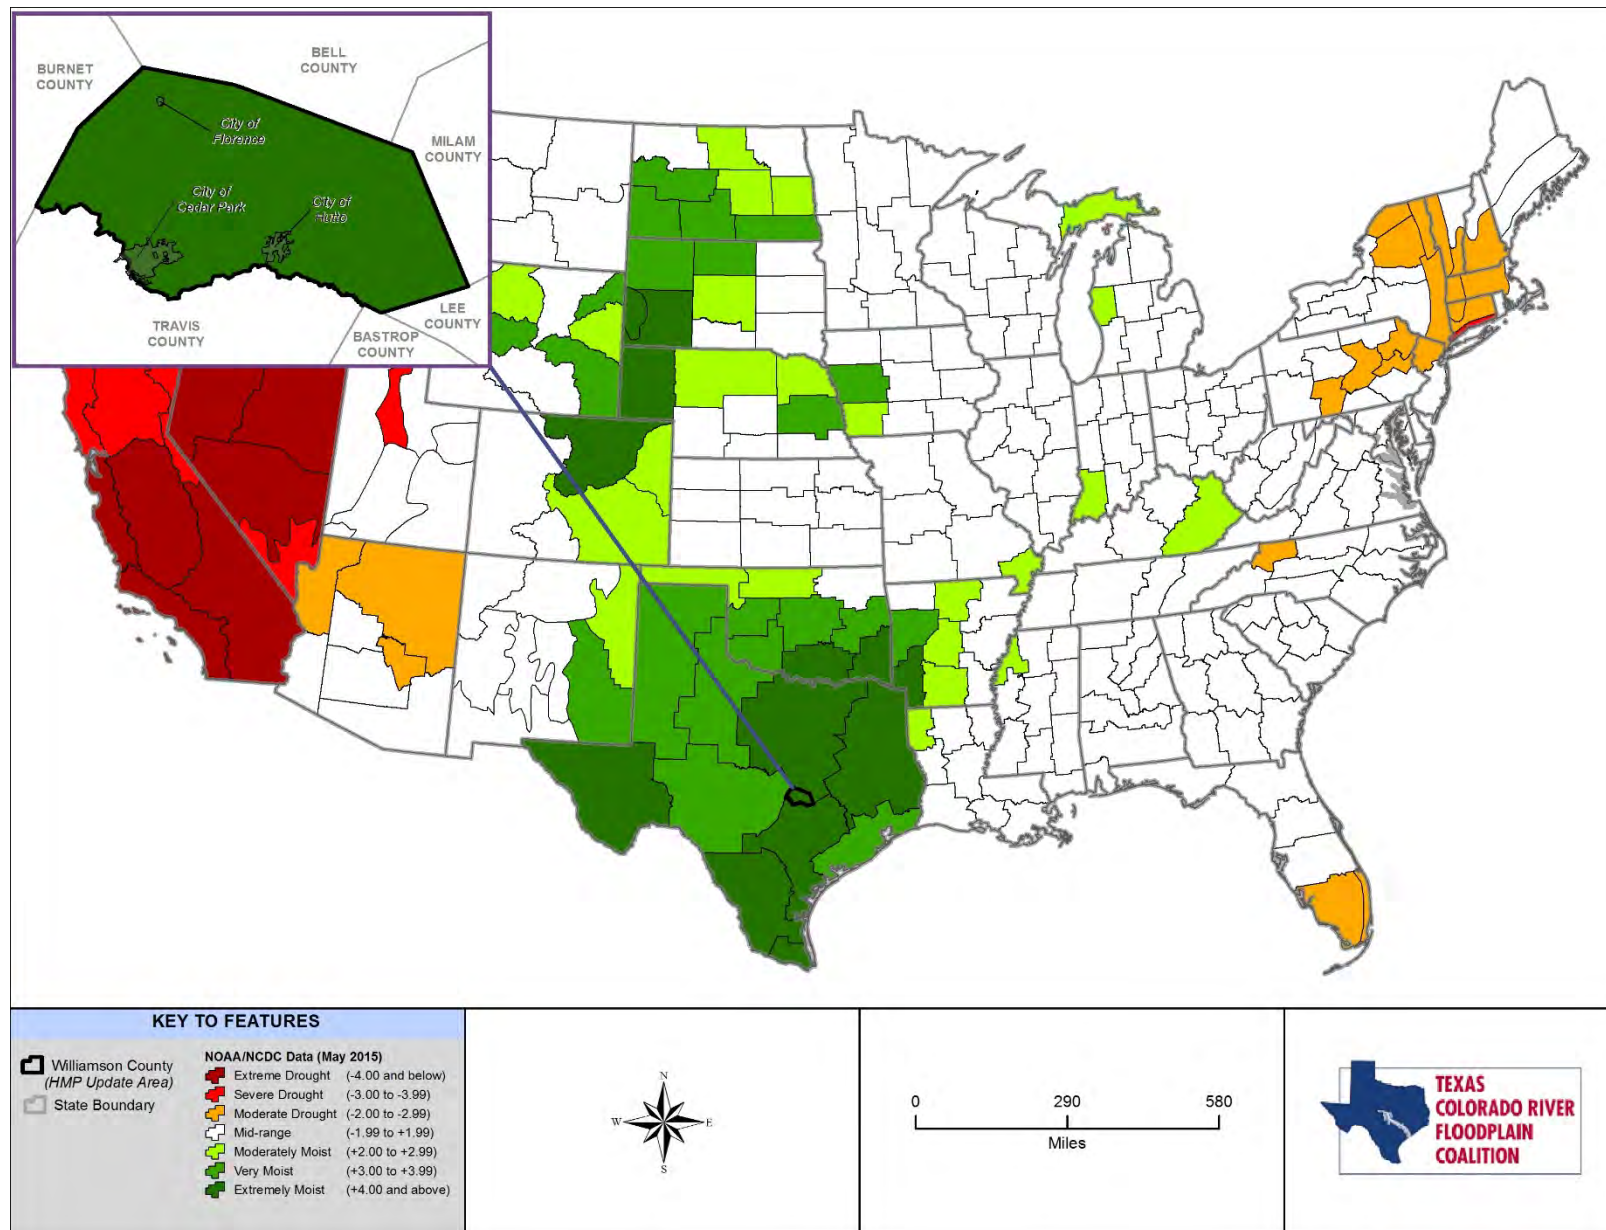 BURNET
COUNTY
BELL
COUNTY
City of
Florence
MILAM
COUNTY
City of
Cedar Park
City of
Hutto
TRAVIS
COUNTY
LEE
COUNTY
BASTROP
COUNTY
KEY TO FEATURES
Williamson County
(HMP Update Area)
State Boundary
NOAA/NCDC Data (May 2015)
Extreme Drought (-4.00 and below)
Severe Drought (-3.00 to -3.99)
Moderate Drought (-2.00 to -2.99)
Mid-range (-1.99 to +1.99)
Moderately Moist (+2.00 to +2.99)
Very Moist (+3.00 to +3.99)
Extremely Moist (+4.00 and above)
N
W E
S
0 290 580
Miles
TEXAS
COLORADO RIVER
FLOODPLAIN
COALITION